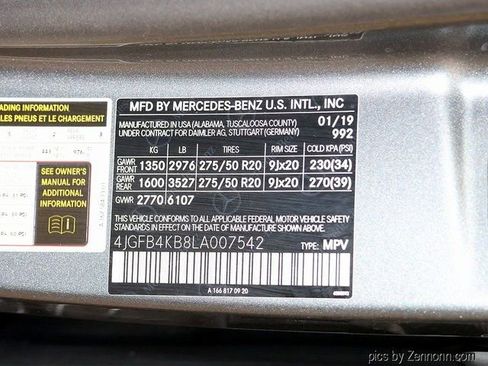 ADING INFORMATION
LES PNEUS ET LE CHARGEMENT
SEE OWNER'S
MANUAL FOR
ADDITIONAL
INFORMATION
MFD BY MERCEDES-BENZ U.S. INTL., INC
MADE IN USA (ALABAMA, TUSCALOOSA COUNTY) 01/19
UNDER CONTRACT FOR DAIMLER AG, STUTTGART (GERMANY) 992
KG LB TIRES RIM SIZE COLD KPA (PSI)
GAWR FRONT 1350 2976 275/50 R20 9Jx20 230(34)
GAWR REAR 1600 3527 275/50 R20 9Jx20 270(39)
GVWR 2770 6107
THIS VEHICLE CONFORMS TO ALL APPLICABLE U.S. FEDERAL MOTOR VEHICLE
SAFETY STANDARDS IN EFFECT ON THE DATE OF MANUFACTURE SHOWN ABOVE.
4JGFB4KB8LA007542 TYPE: MPV
A 166 817 09 20
pics by Zennonn.com